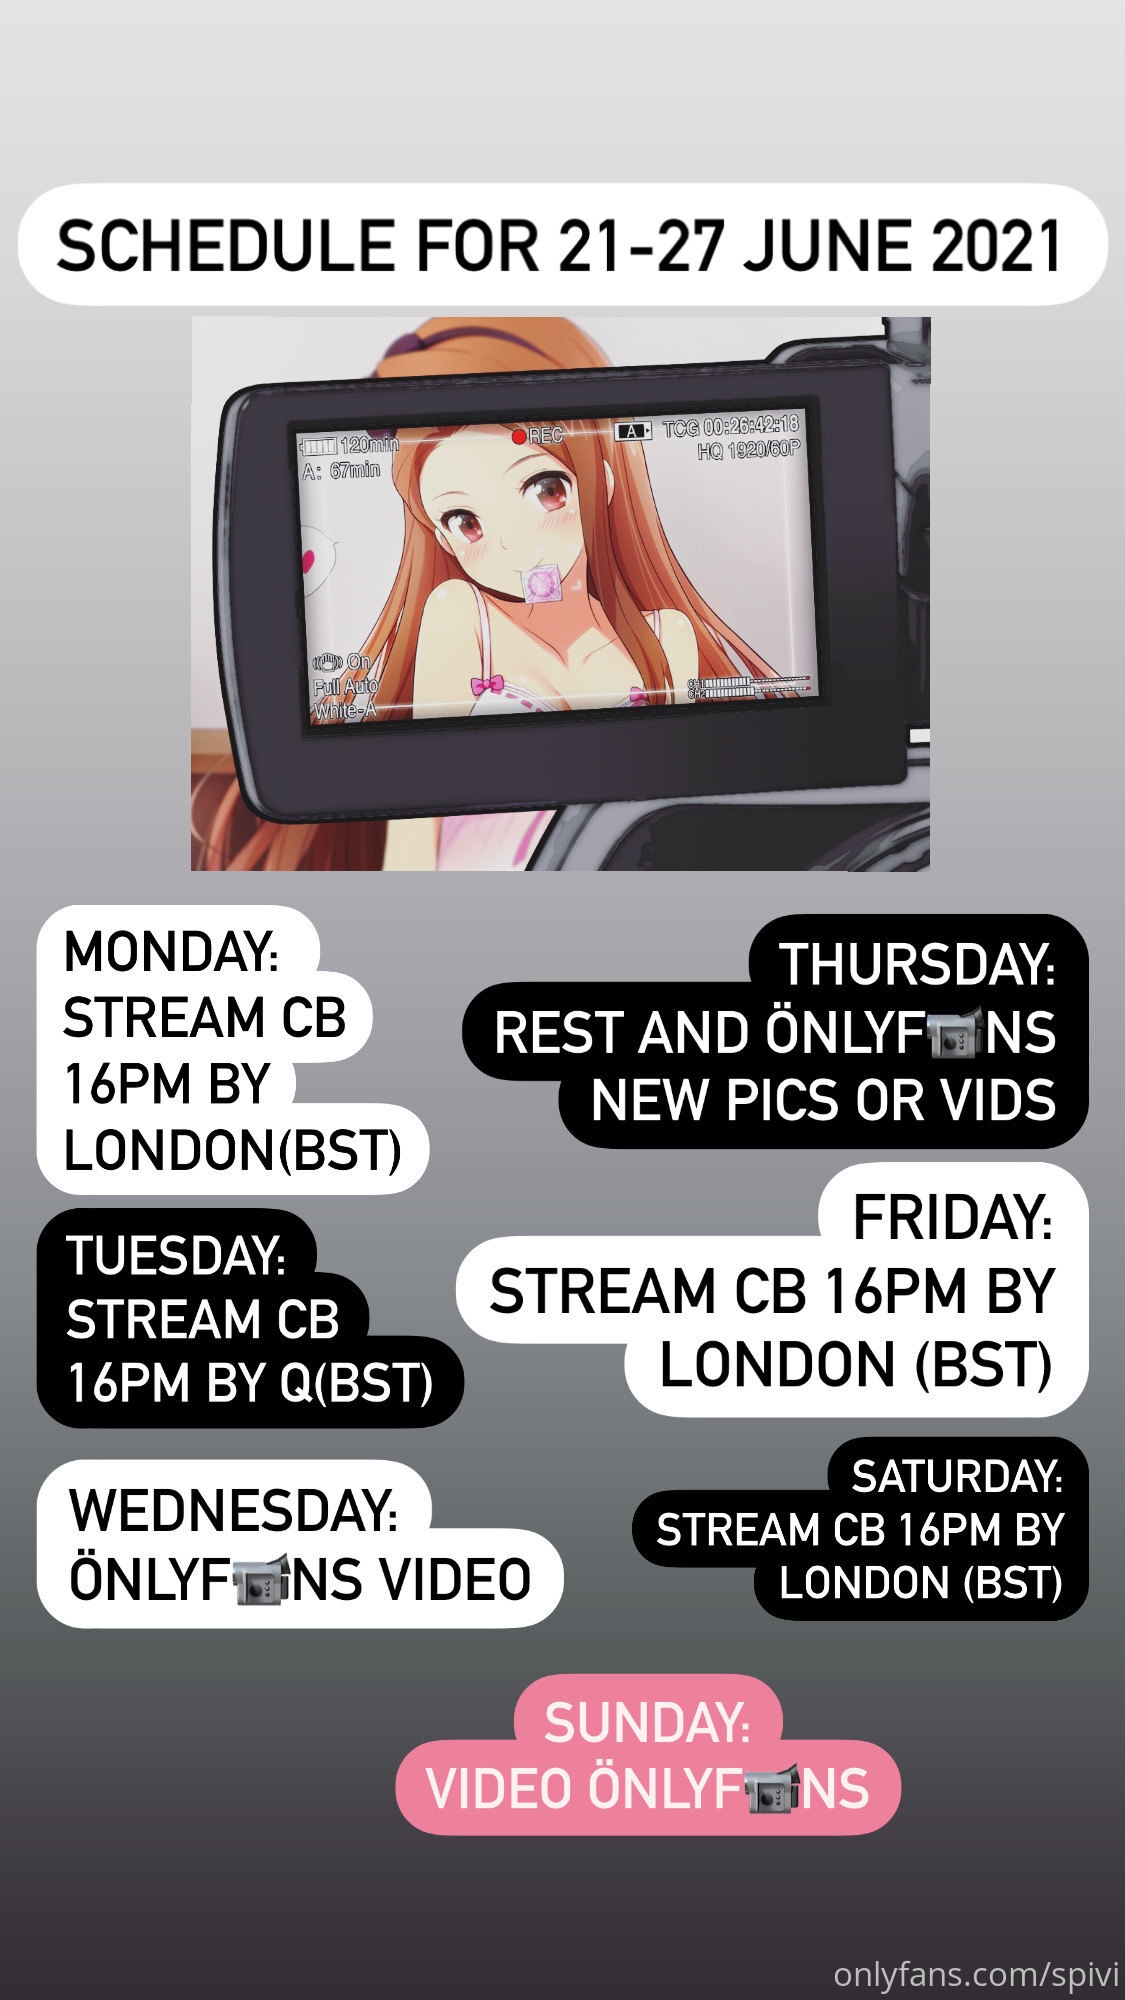 SCHEDULE FOR 21-27 JUNE 2021
120min
REC
A
TCG 00:26:42:18
A: 67min
HQ 1920/60P
On
Full Auto
White-A
CH1
CH2
MONDAY:
STREAM CB
16PM BY
LONDON(BST)
TUESDAY:
STREAM CB
16PM BY Q(BST)
WEDNESDAY:
ÖNLYF🎥NS VIDEO
THURSDAY:
REST AND ÖNLYF🎥NS
NEW PICS OR VIDS
FRIDAY:
STREAM CB 16PM BY
LONDON (BST)
SATURDAY:
STREAM CB 16PM BY
LONDON (BST)
SUNDAY:
VIDEO ÖNLYF🎥NS
onlyfans.com/spivi